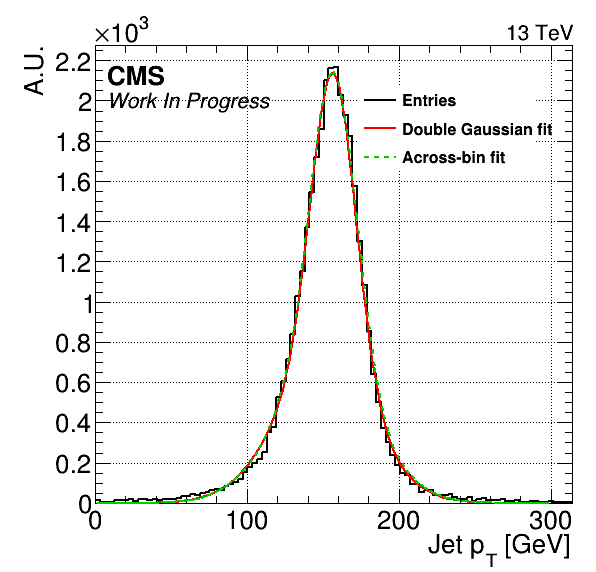 ×10³
13 TeV
A.U.
CMS
Work In Progress
Entries
Double Gaussian fit
Across-bin fit
2.2
2
1.8
1.6
1.4
1.2
1
0.8
0.6
0.4
0.2
0
0 100 200 300
Jet p_T [GeV]